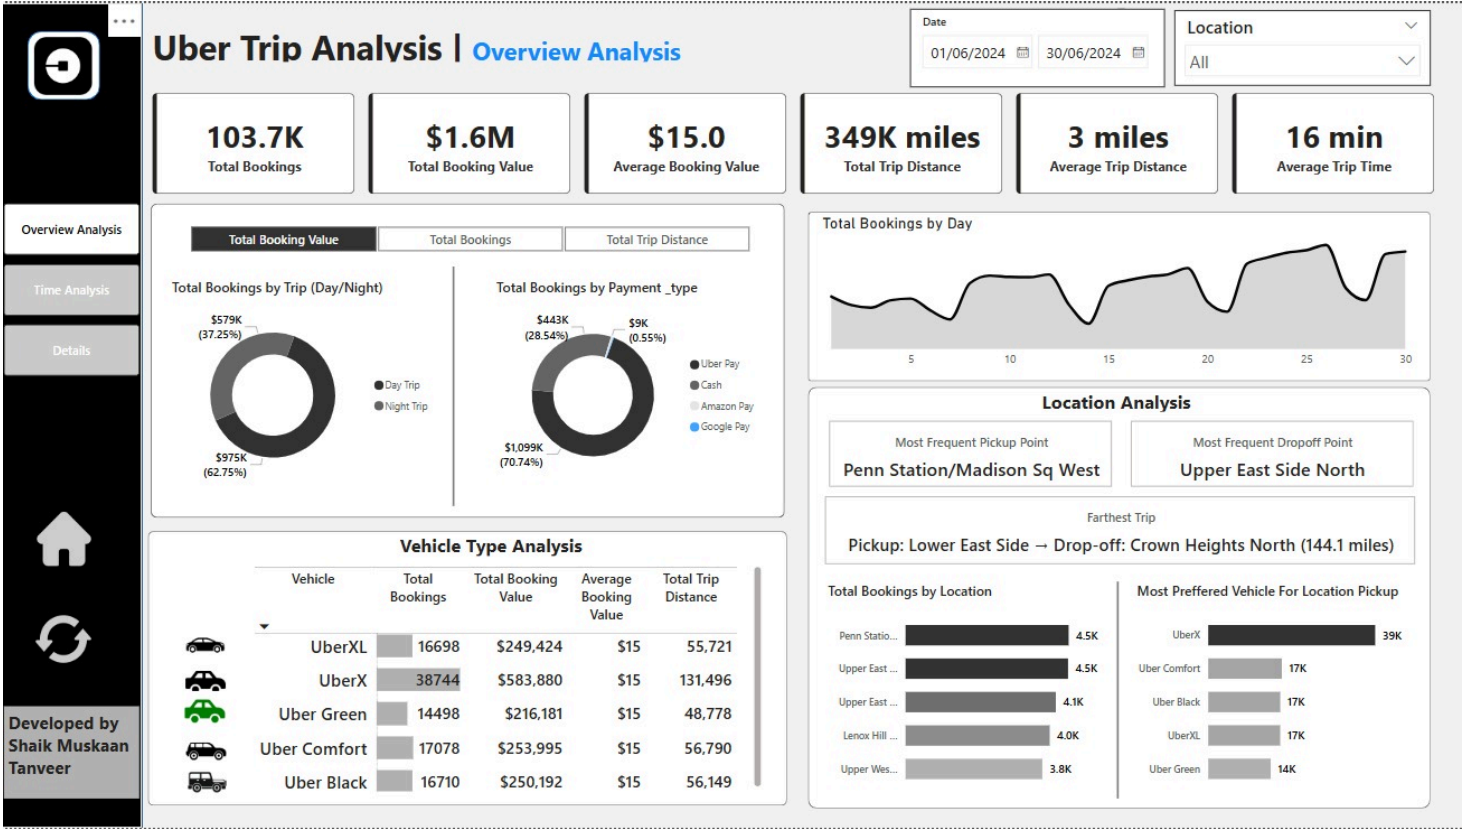 Uber Trip Analysis | Overview Analysis
Date
01/06/2024 30/06/2024
Location
All
103.7K
Total Bookings
$1.6M
Total Booking Value
$15.0
Average Booking Value
349K miles
Total Trip Distance
3 miles
Average Trip Distance
16 min
Average Trip Time
Overview Analysis
Time Analysis
Details
Developed by
Shaik Muskaan
Tanveer
Total Booking Value Total Bookings Total Trip Distance
Total Bookings by Trip (Day/Night)
$579K
(37.25%)
$975K
(62.75%)
Day Trip
Night Trip
Total Bookings by Payment _type
$443K
(28.54%)
$9K
(0.55%)
$1,099K
(70.74%)
Uber Pay
Cash
Amazon Pay
Google Pay
Total Bookings by Day
5 10 15 20 25 30
Vehicle Type Analysis
Vehicle Total Bookings Total Booking Value Average Booking Value Total Trip Distance
UberXL 16698 $249,424 $15 55,721
UberX 38744 $583,880 $15 131,496
Uber Green 14498 $216,181 $15 48,778
Uber Comfort 17078 $253,995 $15 56,790
Uber Black 16710 $250,192 $15 56,149
Location Analysis
Most Frequent Pickup Point
Penn Station/Madison Sq West
Most Frequent Dropoff Point
Upper East Side North
Farthest Trip
Pickup: Lower East Side → Drop-off: Crown Heights North (144.1 miles)
Total Bookings by Location
Penn Statio... 4.5K
Upper East ... 4.5K
Upper East ... 4.1K
Lenox Hill ... 4.0K
Upper Wes... 3.8K
Most Preffered Vehicle For Location Pickup
UberX 39K
Uber Comfort 17K
Uber Black 17K
UberXL 17K
Uber Green 14K